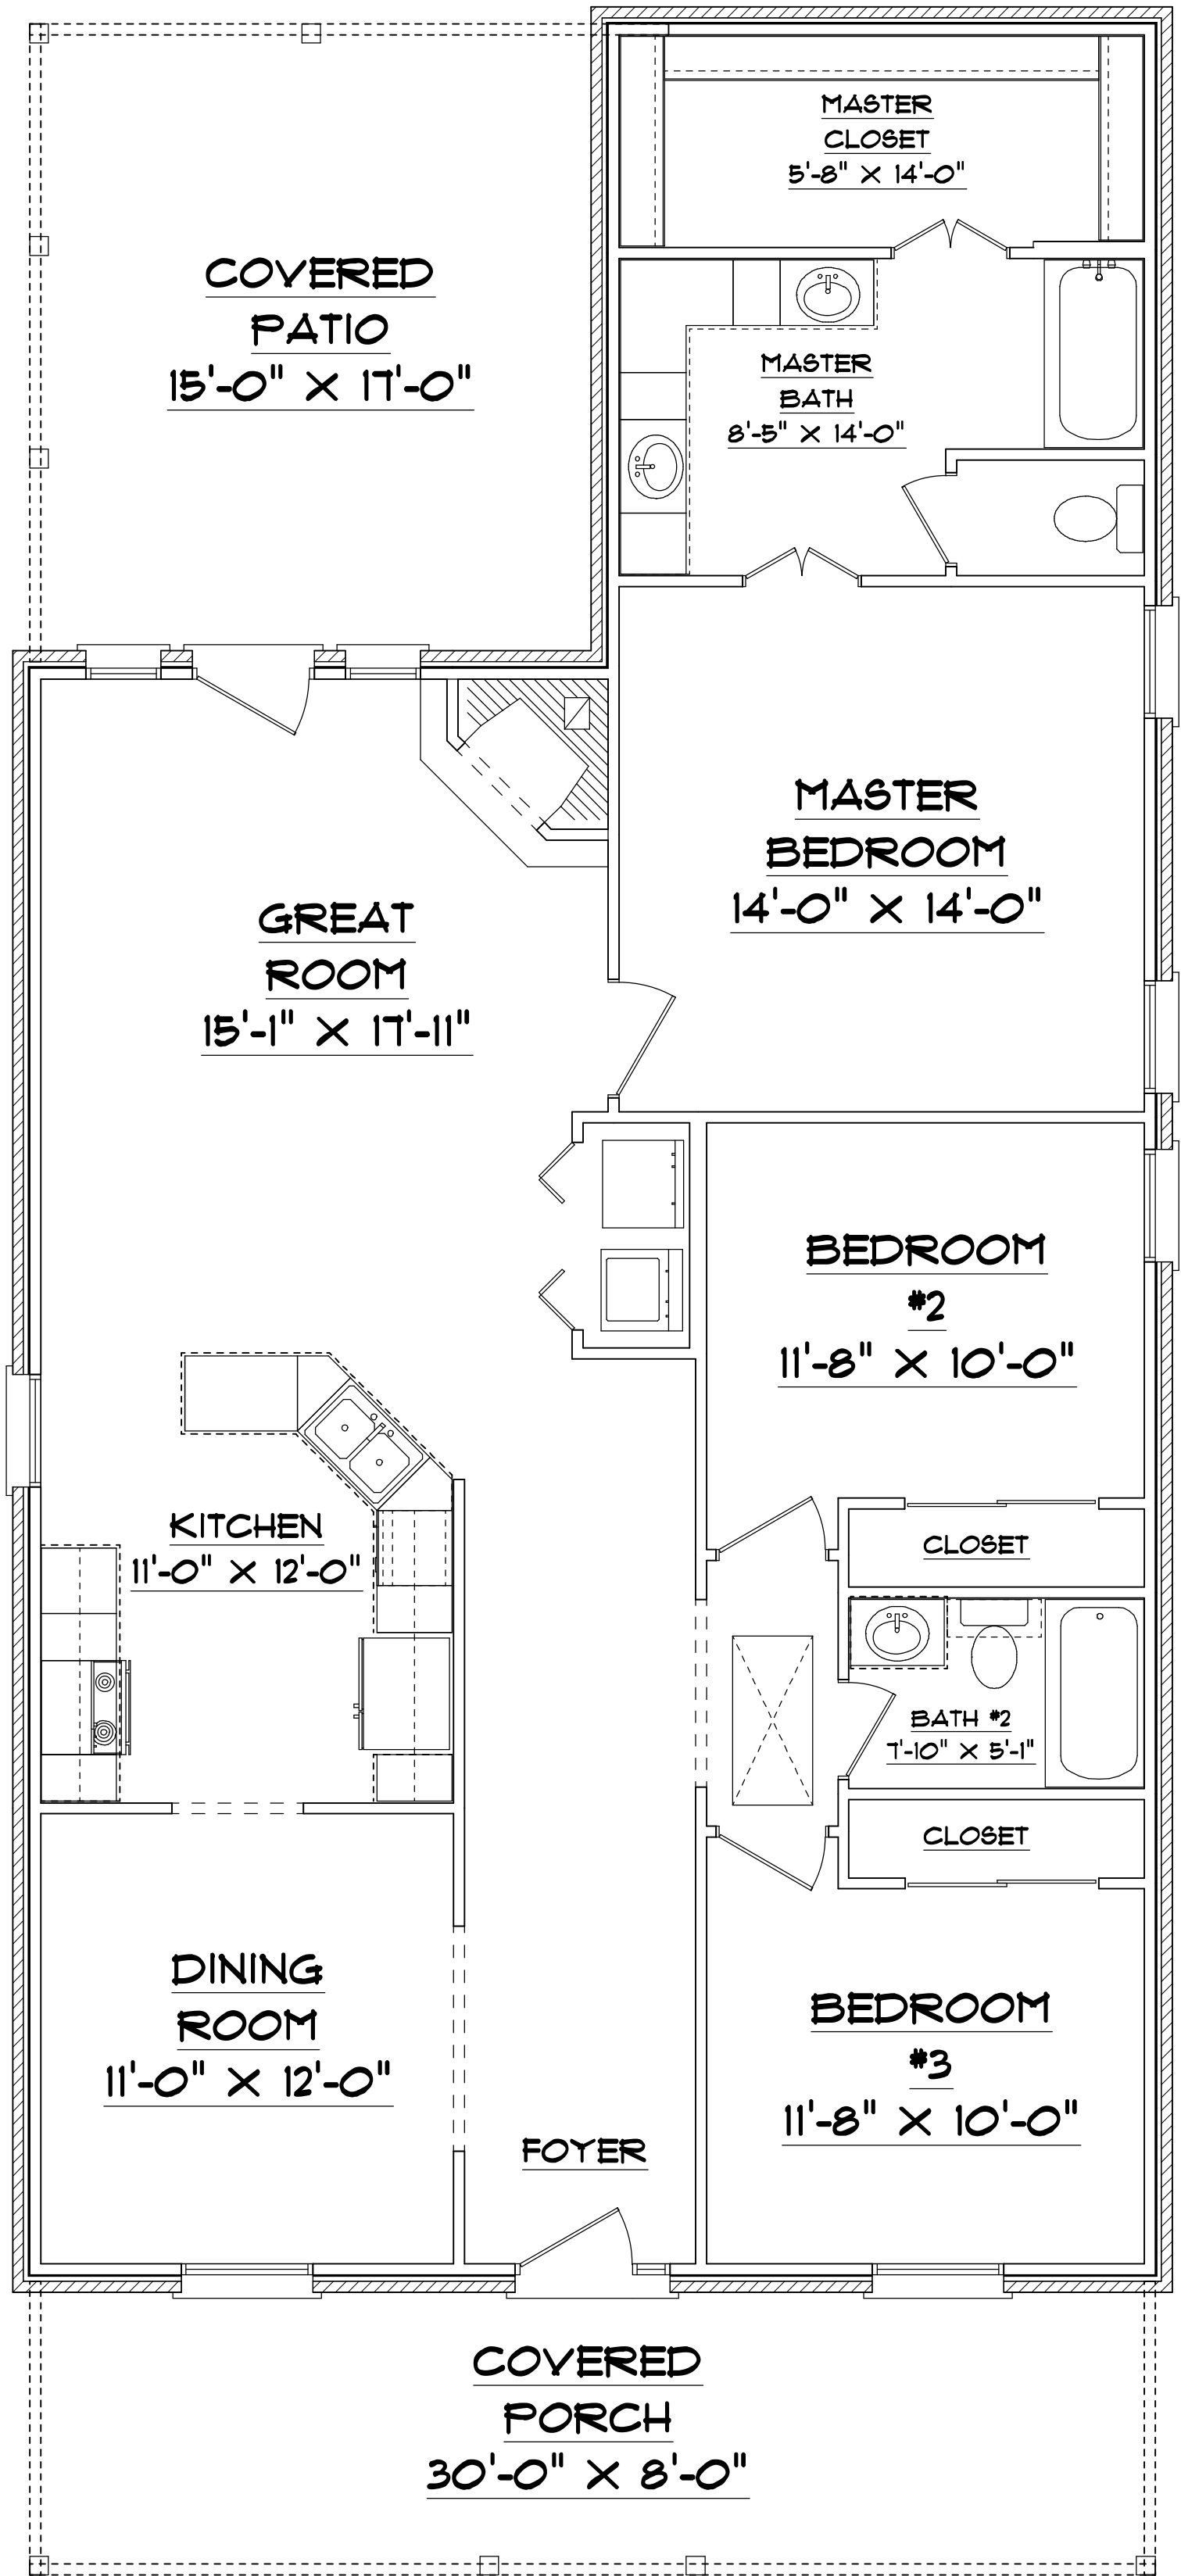 MASTER
CLOSET
5'-8" X 14'-0"
COVERED
PATIO
15'-0" X 17'-0"
MASTER
BATH
8'-5" X 14'-0"
MASTER
BEDROOM
14'-0" X 14'-0"
GREAT
ROOM
15'-1" X 17'-11"
BEDROOM
#2
11'-8" X 10'-0"
KITCHEN
11'-0" X 12'-0"
CLOSET
BATH #2
7'-10" X 5'-1"
CLOSET
DINING
ROOM
11'-0" X 12'-0"
BEDROOM
#3
11'-8" X 10'-0"
FOYER
COVERED
PORCH
30'-0" X 8'-0"